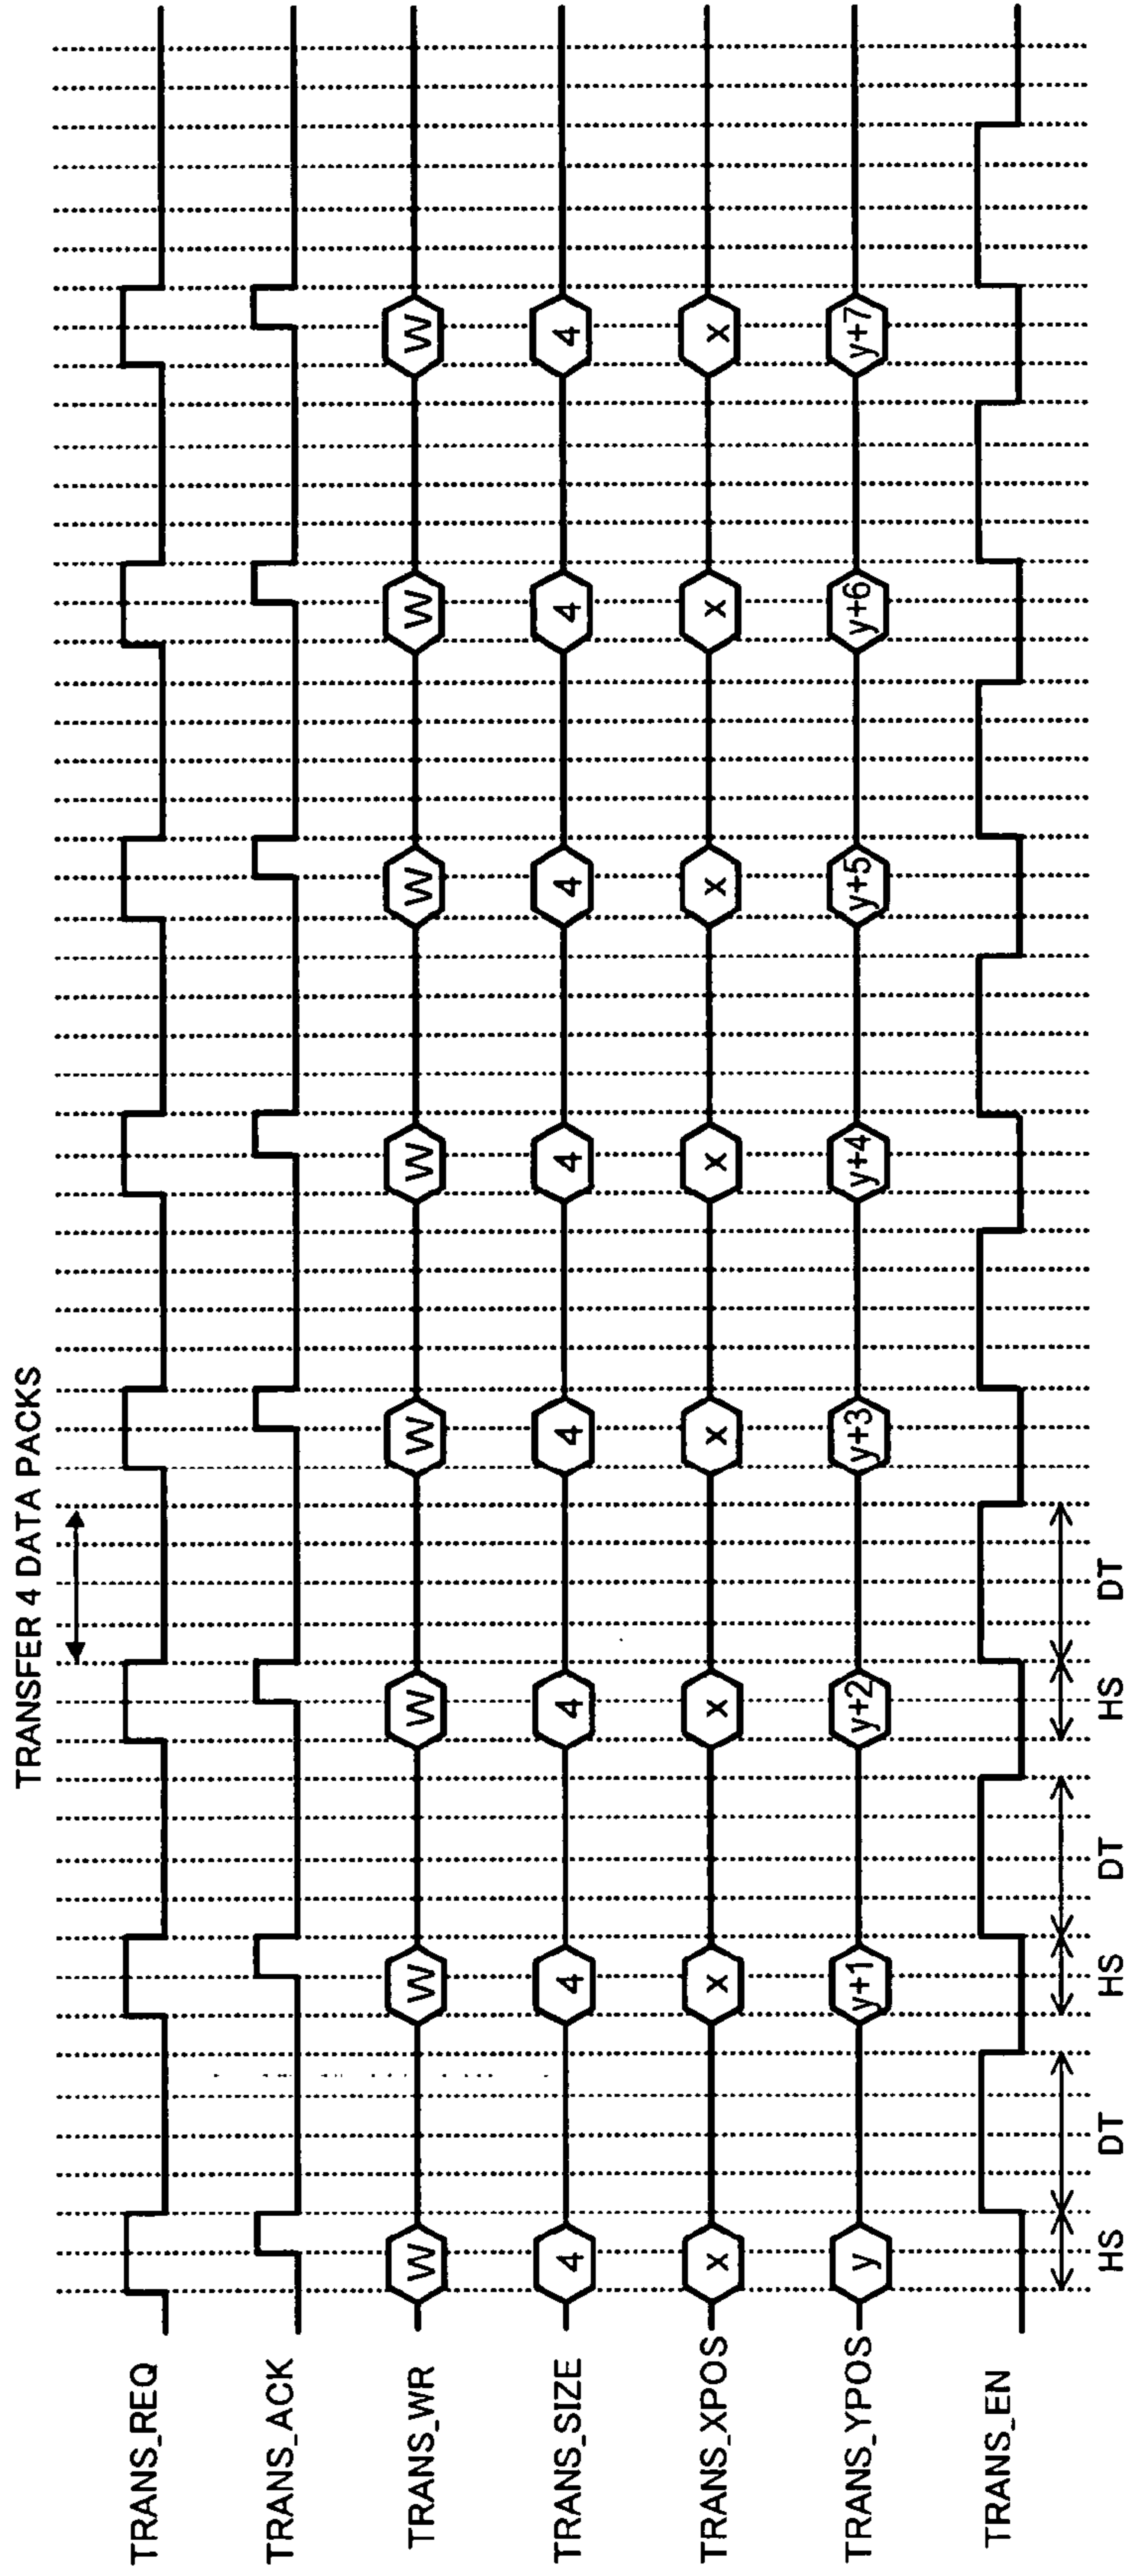 TRANSFER 4 DATA PACKS
TRANS_REQ
TRANS_ACK
TRANS_WR W W W W W W W W
TRANS_SIZE 4 4 4 4 4 4 4 4
TRANS_XPOS x x x x x x x x
TRANS_YPOS y y+1 y+2 y+3 y+4 y+5 y+6 y+7
TRANS_EN
HS DT HS DT HS DT